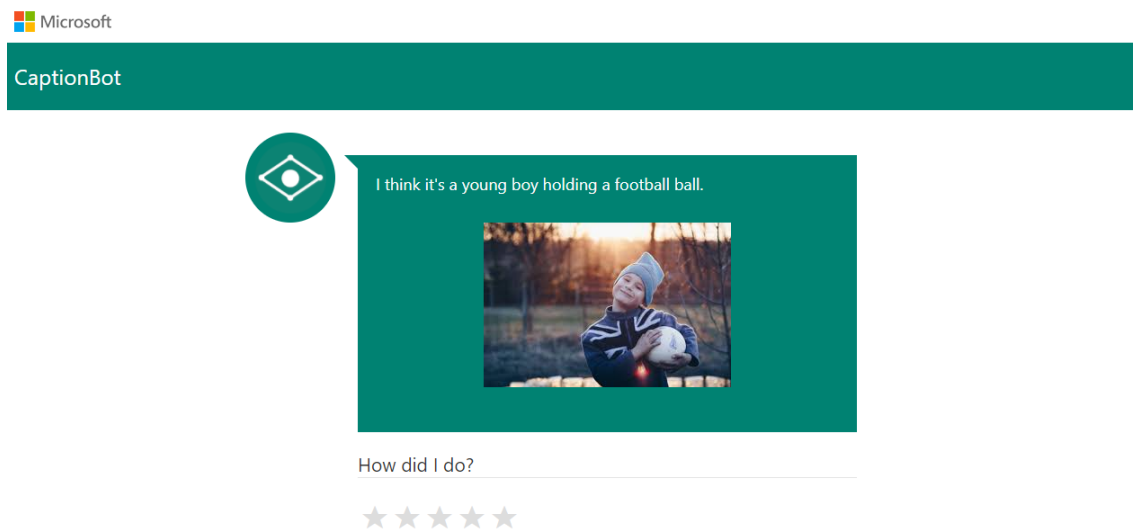 Microsoft
CaptionBot
I think it's a young boy holding a football ball.
How did I do?